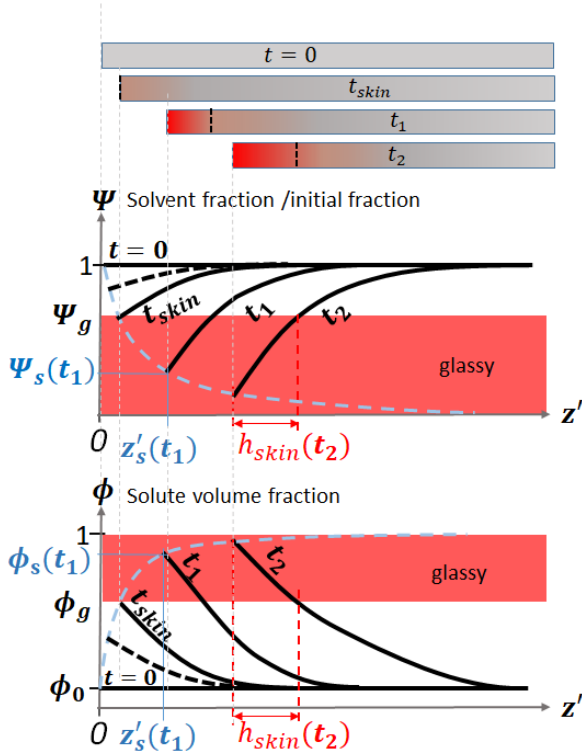 t = 0
t_skin
t_1
t_2
Ψ Solvent fraction /initial fraction
t = 0
1
Ψ_g
t_skin t_1 t_2
Ψ_s(t_1)
glassy
0
z'_s(t_1) h_skin(t_2)
z'
ϕ Solute volume fraction
1
ϕ_s(t_1)
t_1 t_2
glassy
ϕ_g
t_skin
t = 0
ϕ_0
0
z'_s(t_1) h_skin(t_2)
z'